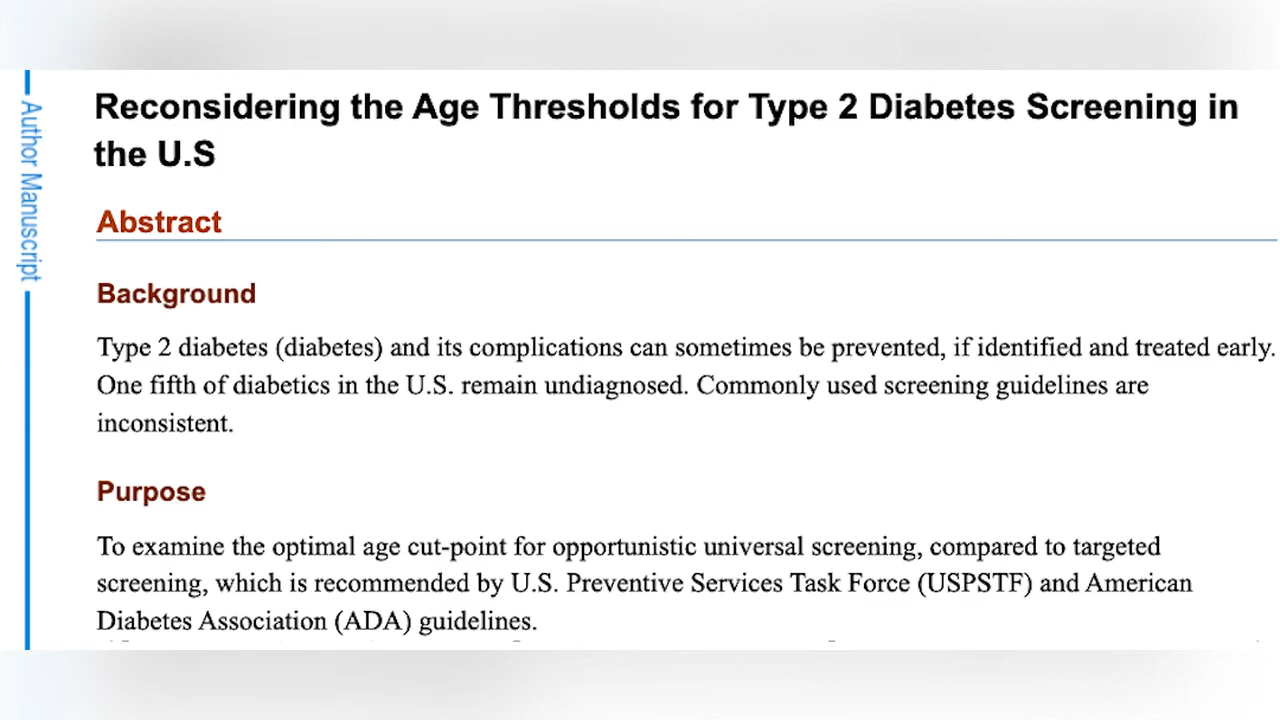 Reconsidering the Age Thresholds for Type 2 Diabetes Screening in
the U.S
Author Manuscript
Abstract
Background
Type 2 diabetes (diabetes) and its complications can sometimes be prevented, if identified and treated early.
One fifth of diabetics in the U.S. remain undiagnosed. Commonly used screening guidelines are
inconsistent.
Purpose
To examine the optimal age cut-point for opportunistic universal screening, compared to targeted
screening, which is recommended by U.S. Preventive Services Task Force (USPSTF) and American
Diabetes Association (ADA) guidelines.